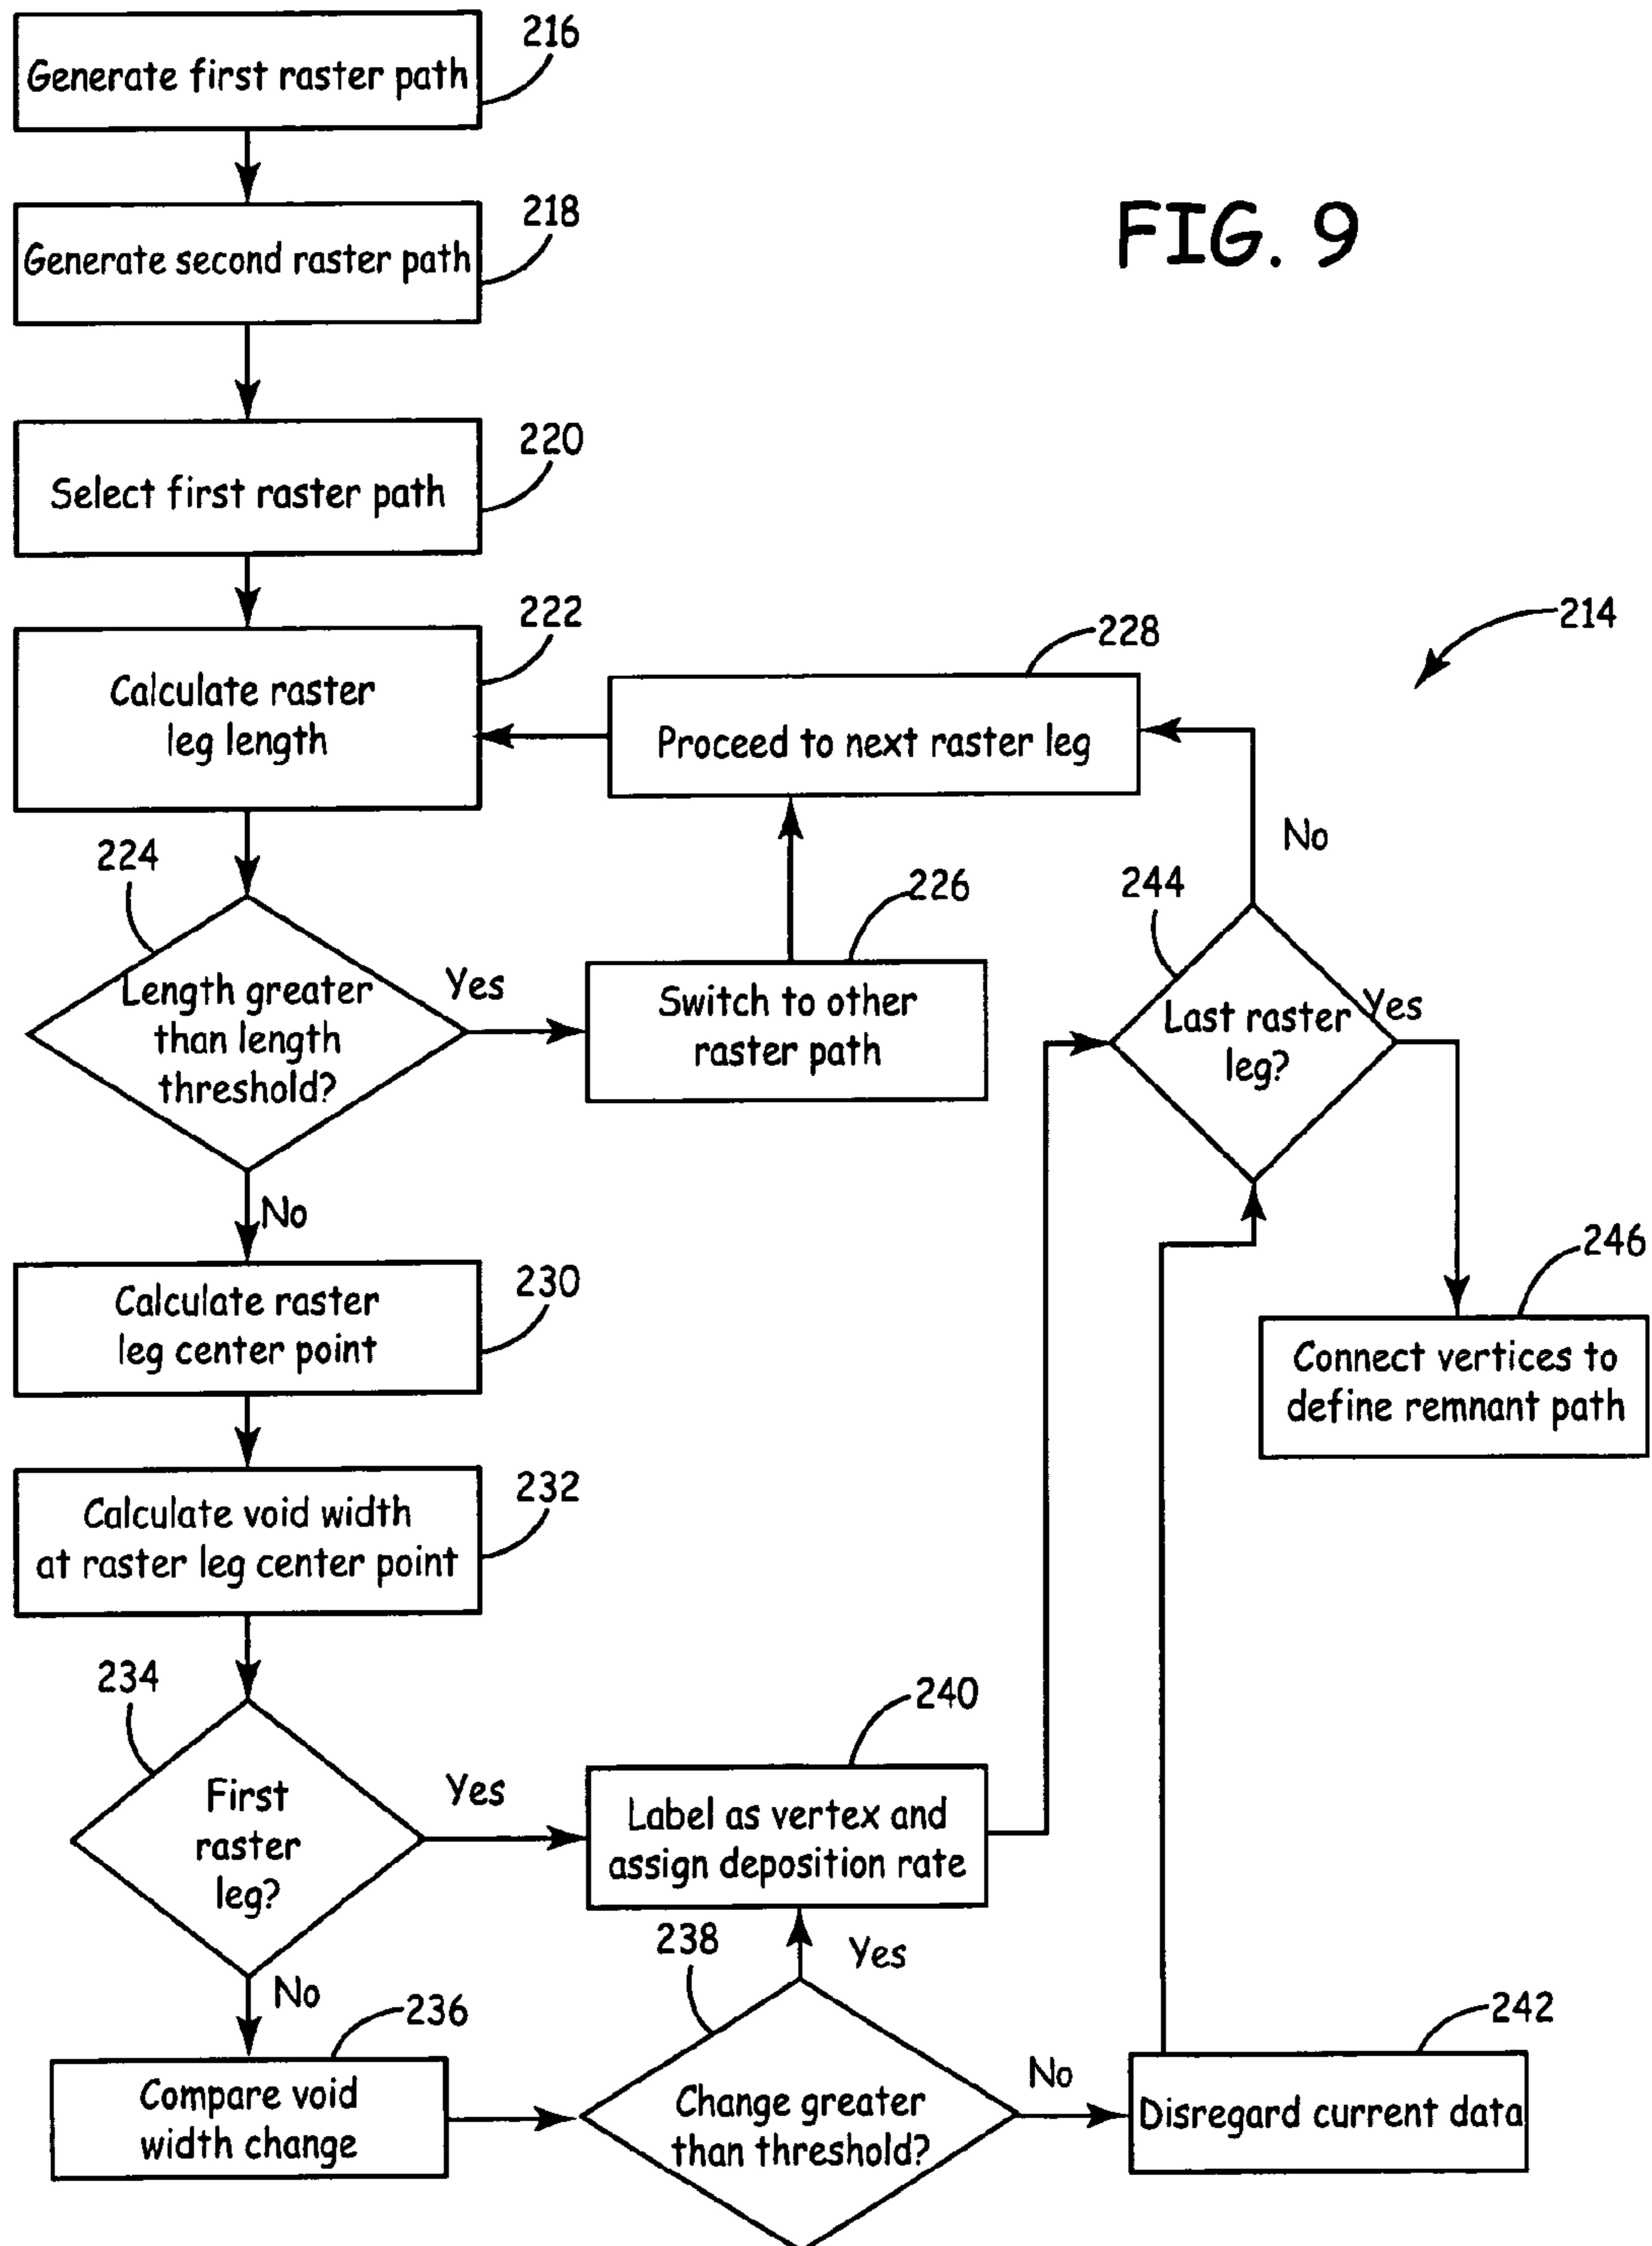 Generate first raster path
216
Generate second raster path
218
FIG. 9
Select first raster path
220
Calculate raster
leg length
222
Proceed to next raster leg
228
214
Length greater
than length
threshold?
224
Yes
No
Switch to other
raster path
226
Last raster
leg?
244
No
Yes
Calculate raster
leg center point
230
Connect vertices to
define remnant path
246
Calculate void width
at raster leg center point
232
First
raster
leg?
234
Yes
No
Label as vertex and
assign deposition rate
240
Compare void
width change
236
Change greater
than threshold?
238
Yes
No
Disregard current data
242